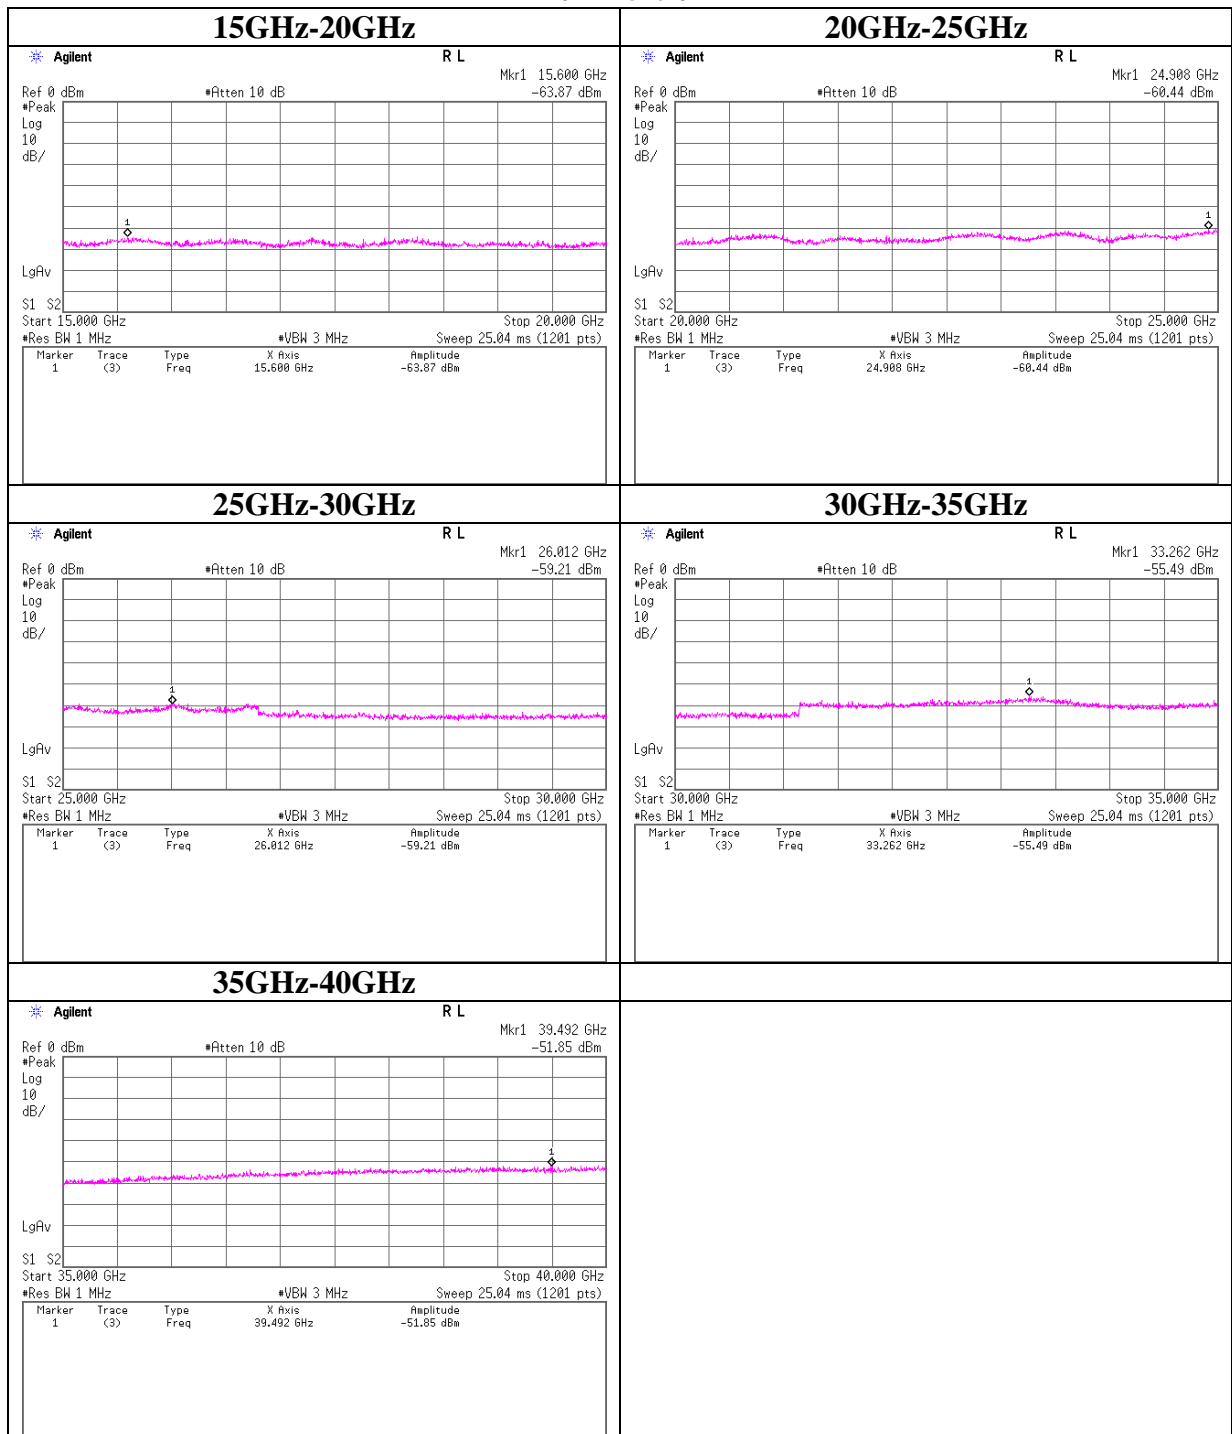 15GHz-20GHz
Agilent
R L
Mkr1 15.600 GHz
Ref 0 dBm
#Atten 10 dB
-63.87 dBm
#Peak
Log
10
dB/
1
LgAv
S1 S2
Start 15.000 GHz
Stop 20.000 GHz
#Res BW 1 MHz
#VBW 3 MHz
Sweep 25.04 ms (1201 pts)
Marker Trace Type X Axis Amplitude
1 (3) Freq 15.600 GHz -63.87 dBm
20GHz-25GHz
Agilent
R L
Mkr1 24.908 GHz
Ref 0 dBm
#Atten 10 dB
-60.44 dBm
#Peak
Log
10
dB/
1
LgAv
S1 S2
Start 20.000 GHz
Stop 25.000 GHz
#Res BW 1 MHz
#VBW 3 MHz
Sweep 25.04 ms (1201 pts)
Marker Trace Type X Axis Amplitude
1 (3) Freq 24.908 GHz -60.44 dBm
25GHz-30GHz
Agilent
R L
Mkr1 26.012 GHz
Ref 0 dBm
#Atten 10 dB
-59.21 dBm
#Peak
Log
10
dB/
1
LgAv
S1 S2
Start 25.000 GHz
Stop 30.000 GHz
#Res BW 1 MHz
#VBW 3 MHz
Sweep 25.04 ms (1201 pts)
Marker Trace Type X Axis Amplitude
1 (3) Freq 26.012 GHz -59.21 dBm
30GHz-35GHz
Agilent
R L
Mkr1 33.262 GHz
Ref 0 dBm
#Atten 10 dB
-55.49 dBm
#Peak
Log
10
dB/
1
LgAv
S1 S2
Start 30.000 GHz
Stop 35.000 GHz
#Res BW 1 MHz
#VBW 3 MHz
Sweep 25.04 ms (1201 pts)
Marker Trace Type X Axis Amplitude
1 (3) Freq 33.262 GHz -55.49 dBm
35GHz-40GHz
Agilent
R L
Mkr1 39.492 GHz
Ref 0 dBm
#Atten 10 dB
-51.85 dBm
#Peak
Log
10
dB/
1
LgAv
S1 S2
Start 35.000 GHz
Stop 40.000 GHz
#Res BW 1 MHz
#VBW 3 MHz
Sweep 25.04 ms (1201 pts)
Marker Trace Type X Axis Amplitude
1 (3) Freq 39.492 GHz -51.85 dBm